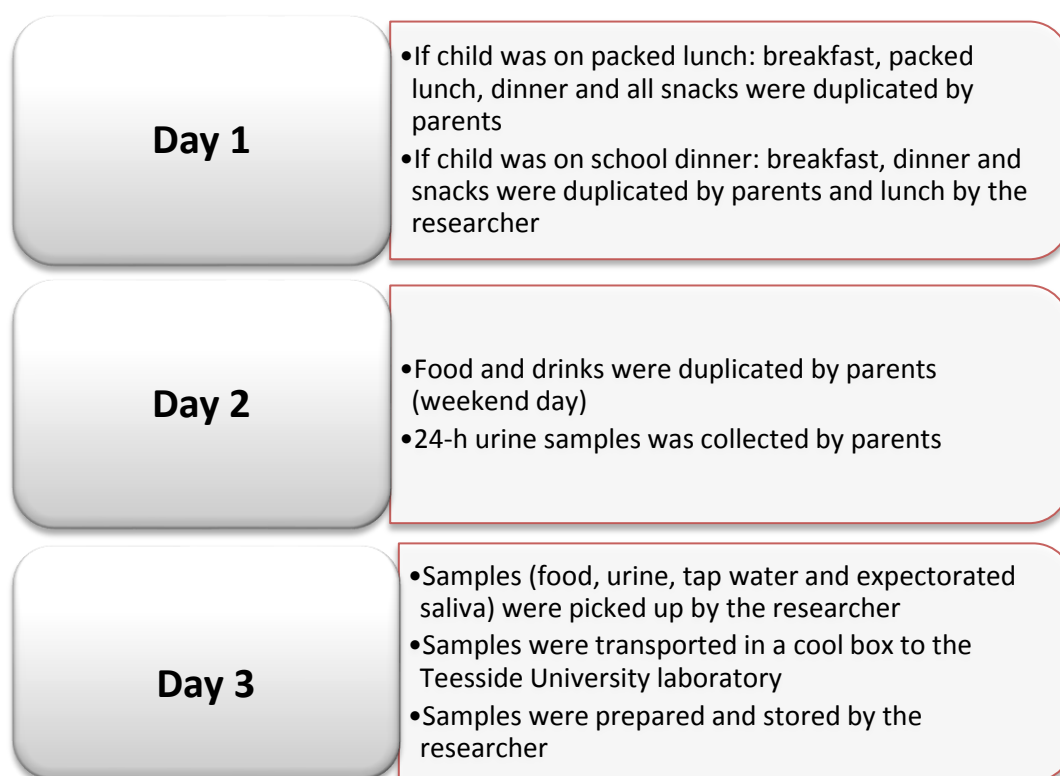 Day 1
•If child was on packed lunch: breakfast, packed
lunch, dinner and all snacks were duplicated by
parents
•If child was on school dinner: breakfast, dinner and
snacks were duplicated by parents and lunch by the
researcher
Day 2
•Food and drinks were duplicated by parents
(weekend day)
•24-h urine samples was collected by parents
Day 3
•Samples (food, urine, tap water and expectorated
saliva) were picked up by the researcher
•Samples were transported in a cool box to the
Teesside University laboratory
•Samples were prepared and stored by the
researcher